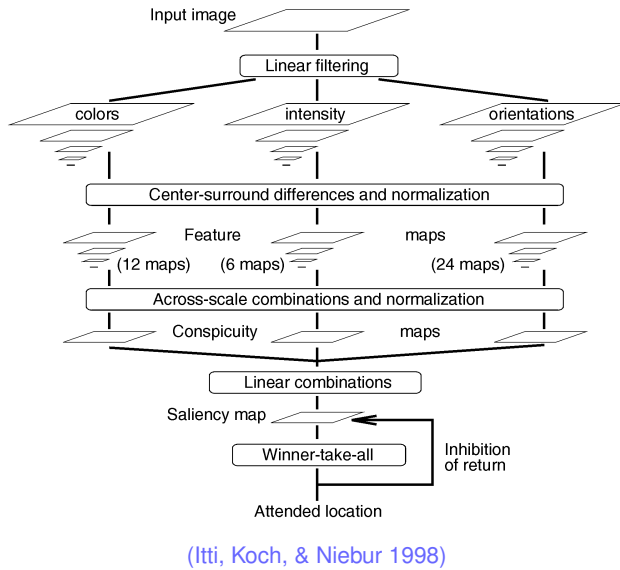 Input image
Linear filtering
colors intensity orientations
Center-surround differences and normalization
Feature maps
(12 maps) (6 maps) (24 maps)
Across-scale combinations and normalization
Conspicuity maps
Linear combinations
Saliency map
Winner-take-all
Inhibition
of return
Attended location
(Itti, Koch, & Niebur 1998)